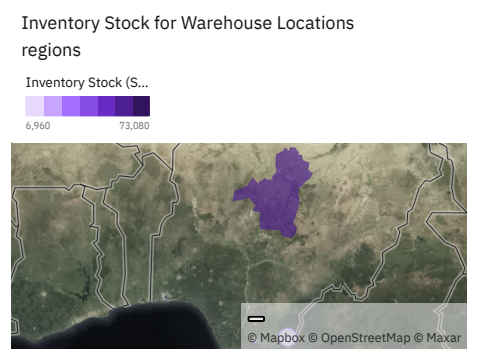 Inventory Stock for Warehouse Locations
regions
Inventory Stock (S...
6,960 73,080
© Mapbox © OpenStreetMap © Maxar